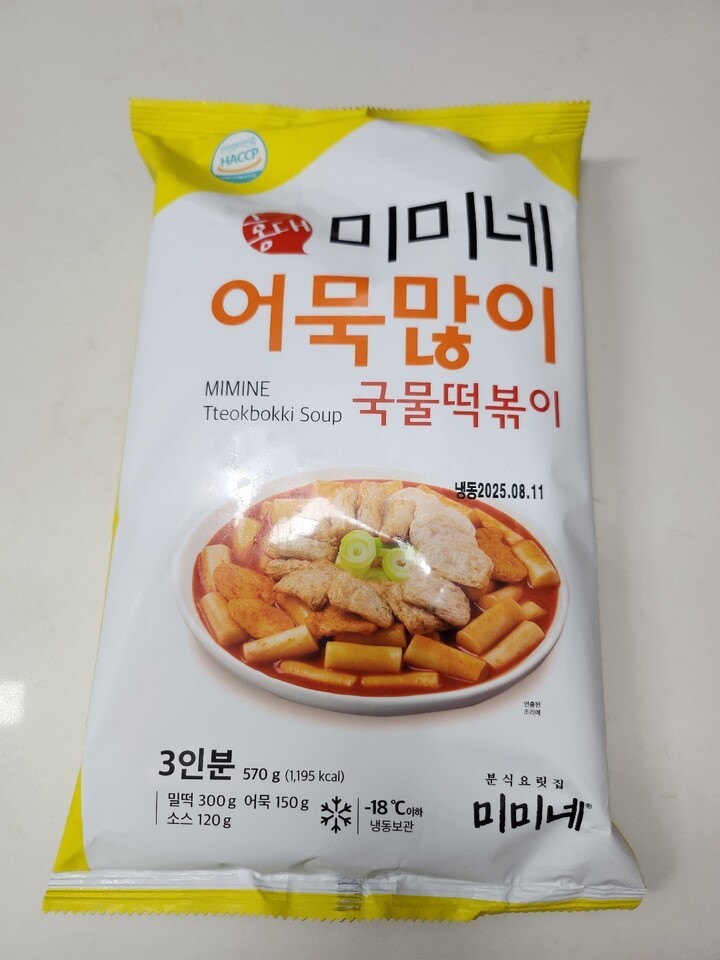 HACCP
홍대
미미네
어묵많이
MIMINE
Tteokbokki Soup
국물떡볶이
냉동2025.08.11
연출된
조리예
3인분 570 g (1,195 kcal)
밀떡 300 g 어묵 150 g
소스 120 g
-18 ℃이하
냉동보관
분식요릿집
미미네®